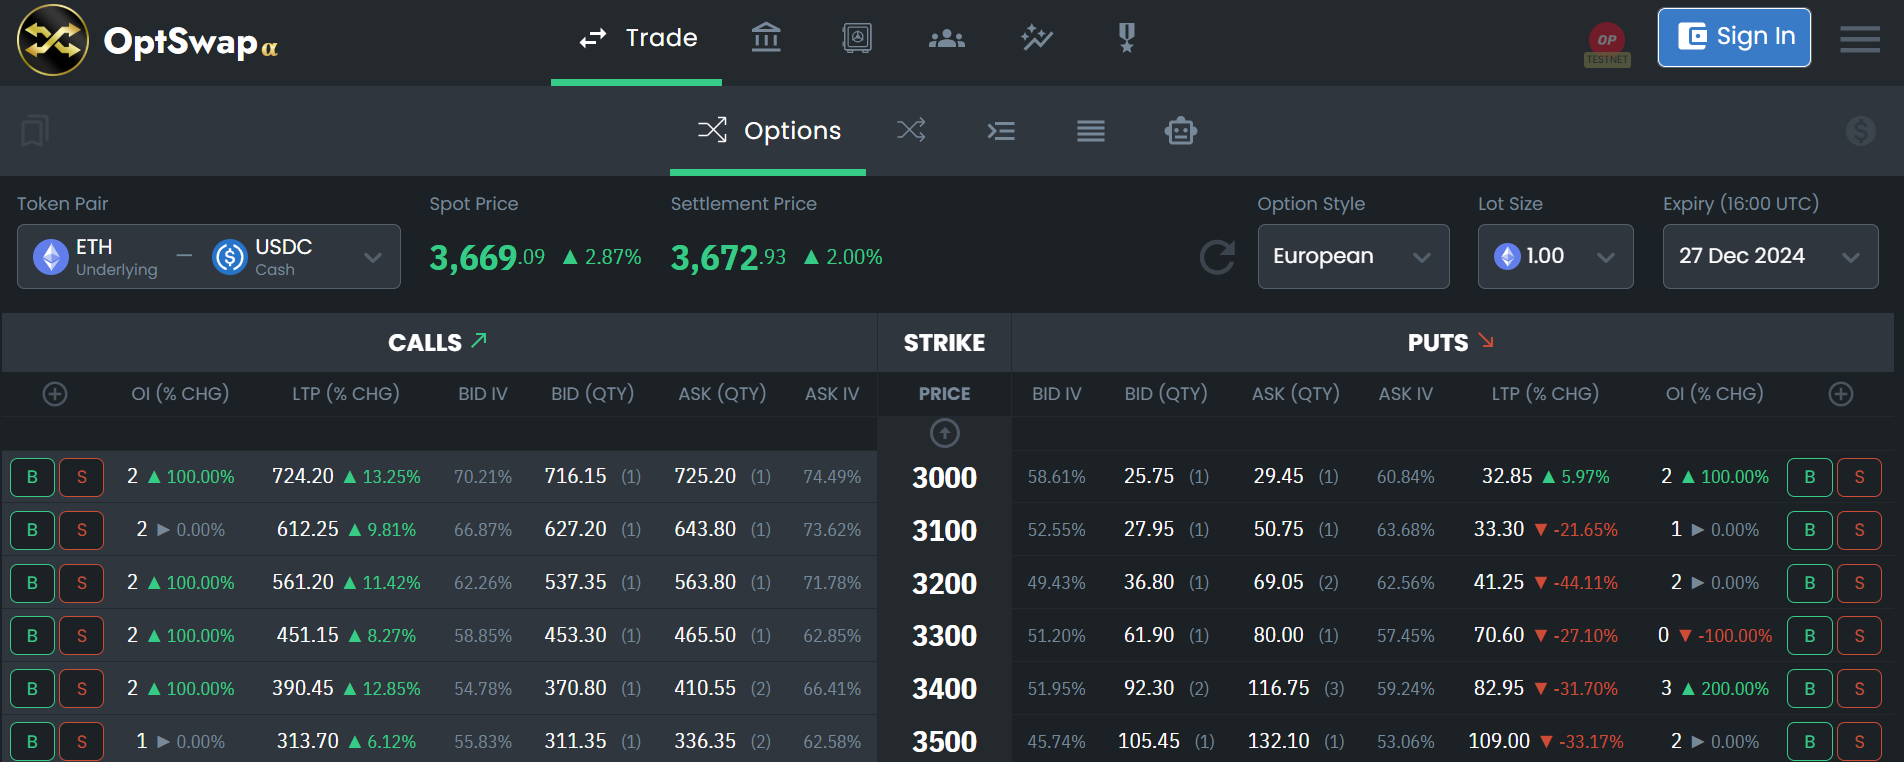 OptSwap α
Trade
OP
TESTNET
Sign In
Options
Token Pair
Spot Price
Settlement Price
Option Style
Lot Size
Expiry (16:00 UTC)
ETH
Underlying
–
USDC
Cash
3,669.09 ▲ 2.87%
3,672.93 ▲ 2.00%
European
1.00
27 Dec 2024
CALLS STRIKE PUTS
OI (% CHG) LTP (% CHG) BID IV BID (QTY) ASK (QTY) ASK IV PRICE BID IV BID (QTY) ASK (QTY) ASK IV LTP (% CHG) OI (% CHG)
B S 2 ▲ 100.00% 724.20 ▲ 13.25% 70.21% 716.15 (1) 725.20 (1) 74.49% 3000 58.61% 25.75 (1) 29.45 (1) 60.84% 32.85 ▲ 5.97% 2 ▲ 100.00% B S
B S 2 ▶ 0.00% 612.25 ▲ 9.81% 66.87% 627.20 (1) 643.80 (1) 73.62% 3100 52.55% 27.95 (1) 50.75 (1) 63.68% 33.30 ▼ -21.65% 1 ▶ 0.00% B S
B S 2 ▲ 100.00% 561.20 ▲ 11.42% 62.26% 537.35 (1) 563.80 (1) 71.78% 3200 49.43% 36.80 (1) 69.05 (2) 62.56% 41.25 ▼ -44.11% 2 ▶ 0.00% B S
B S 2 ▲ 100.00% 451.15 ▲ 8.27% 58.85% 453.30 (1) 465.50 (1) 62.85% 3300 51.20% 61.90 (1) 80.00 (1) 57.45% 70.60 ▼ -27.10% 0 ▼ -100.00% B S
B S 2 ▲ 100.00% 390.45 ▲ 12.85% 54.78% 370.80 (1) 410.55 (2) 66.41% 3400 51.95% 92.30 (2) 116.75 (3) 59.24% 82.95 ▼ -31.70% 3 ▲ 200.00% B S
B S 1 ▶ 0.00% 313.70 ▲ 6.12% 55.83% 311.35 (1) 336.35 (2) 62.58% 3500 45.74% 105.45 (1) 132.10 (1) 53.06% 109.00 ▼ -33.17% 2 ▶ 0.00% B S